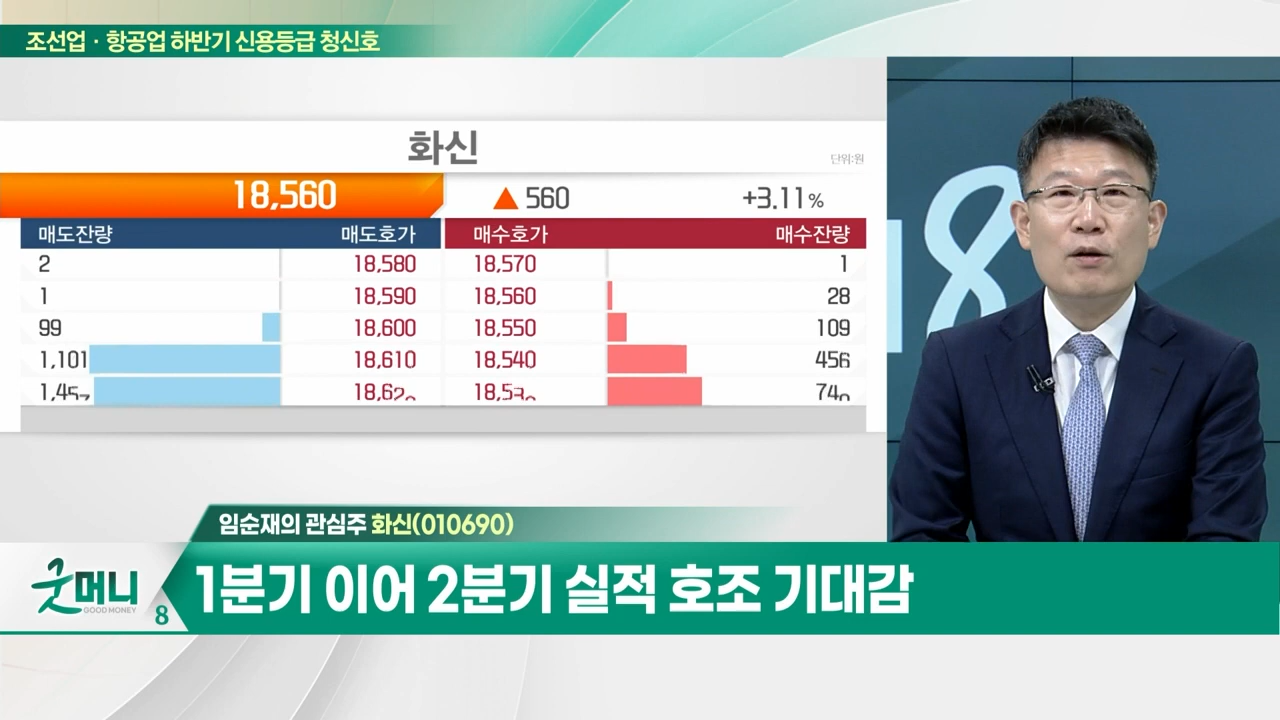 조선업 · 항공업 하반기 신용등급 청신호
화신
단위:원
18,560 ▲ 560 +3.11%
매도잔량 매도호가 매수호가 매수잔량
2 18,580 18,570 1
1 18,590 18,560 28
99 18,600 18,550 109
1,101 18,610 18,540 456
8
임순재의 관심주 화신(010690)
굿머니
GOOD MONEY
8
1분기 이어 2분기 실적 호조 기대감